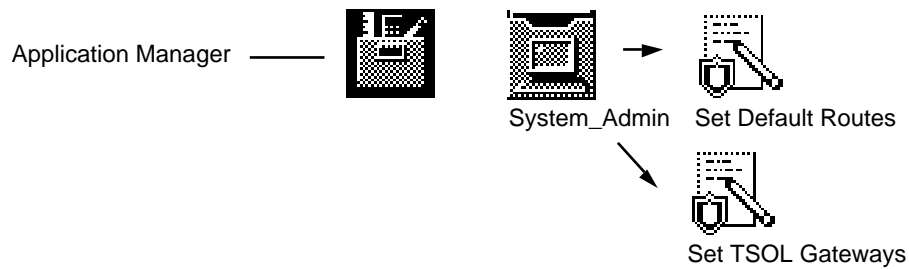 Application Manager
System_Admin
Set Default Routes
Set TSOL Gateways